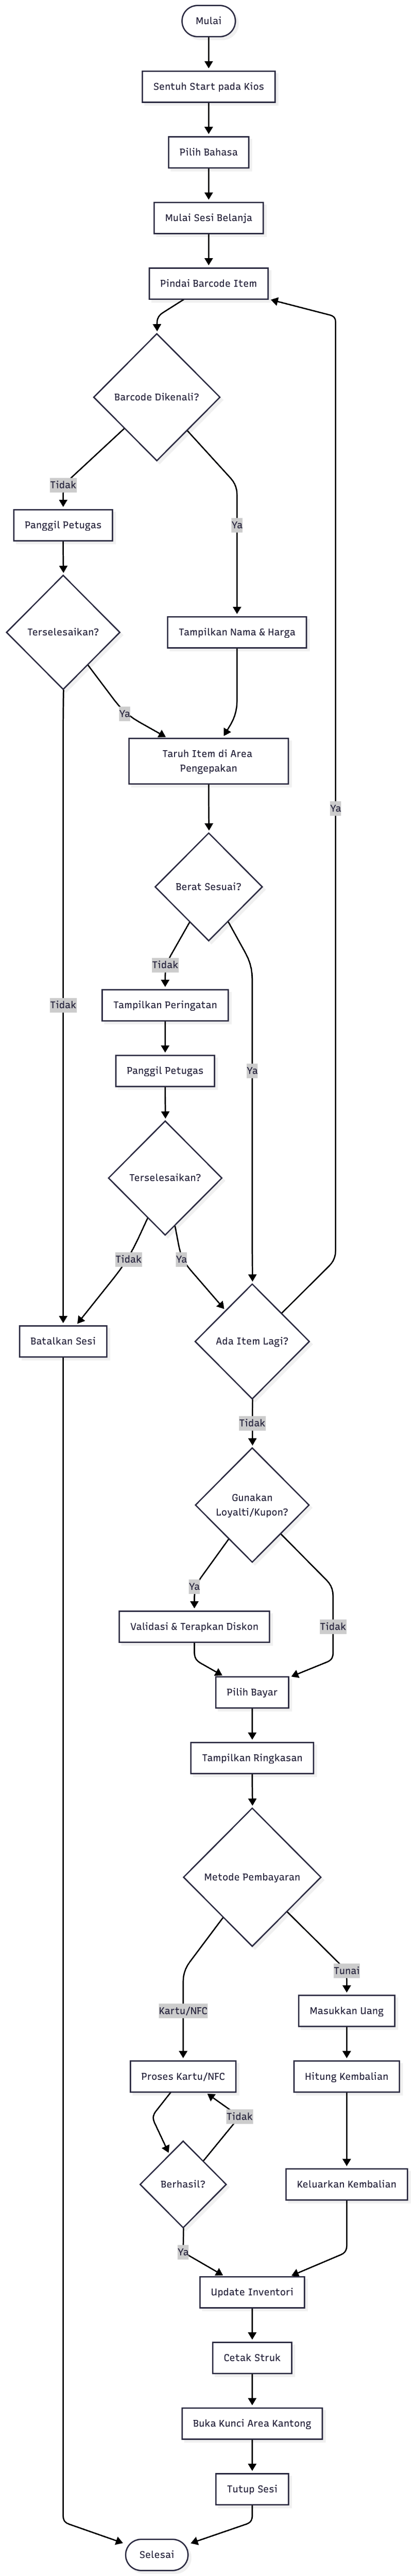 Mulai
Sentuh Start pada Kios
Pilih Bahasa
Mulai Sesi Belanja
Pindai Barcode Item
Barcode Dikenali?
Tidak
Ya
Panggil Petugas
Terselesaikan?
Tampilkan Nama & Harga
Ya
Taruh Item di Area
Pengepakan
Ya
Berat Sesuai?
Tidak
Tidak
Tampilkan Peringatan
Ya
Panggil Petugas
Terselesaikan?
Tidak
Ya
Batalkan Sesi
Ada Item Lagi?
Tidak
Gunakan
Loyalti/Kupon?
Ya
Validasi & Terapkan Diskon
Tidak
Pilih Bayar
Tampilkan Ringkasan
Metode Pembayaran
Tunai
Kartu/NFC
Masukkan Uang
Proses Kartu/NFC
Hitung Kembalian
Tidak
Berhasil?
Keluarkan Kembalian
Ya
Update Inventori
Cetak Struk
Buka Kunci Area Kantong
Tutup Sesi
Selesai